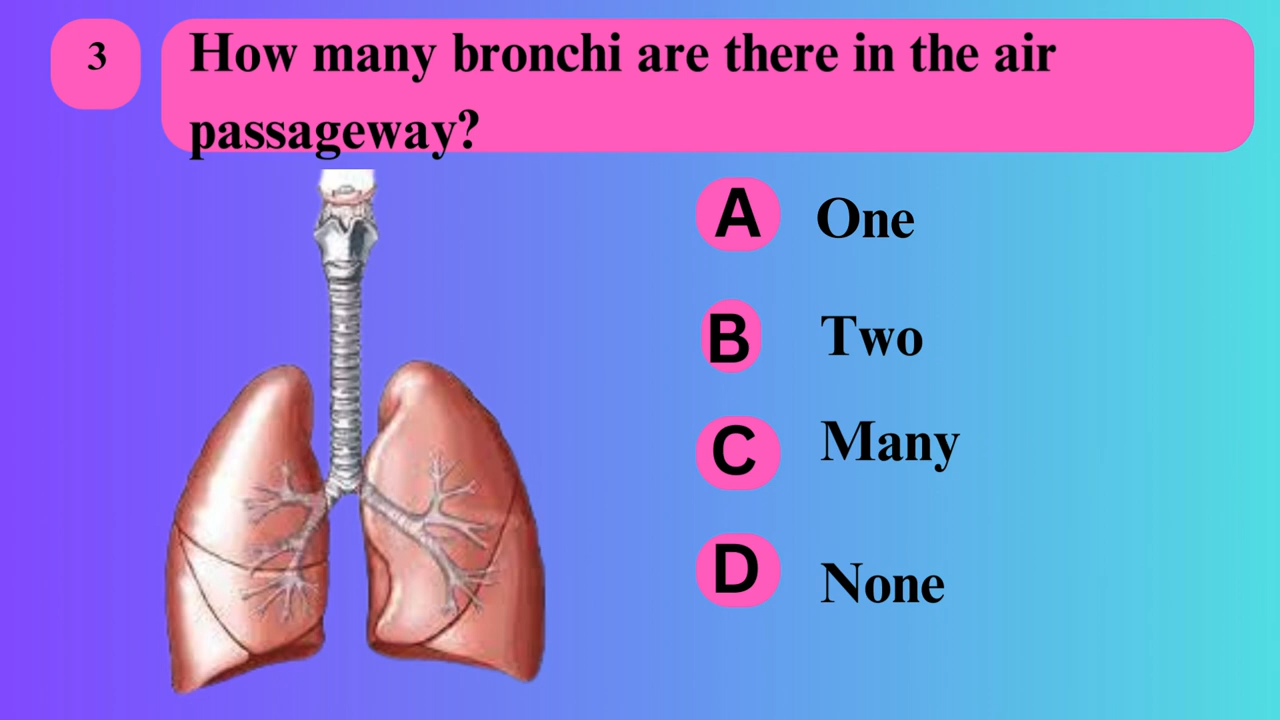 3
How many bronchi are there in the air
passageway?
A One
B Two
C Many
D None